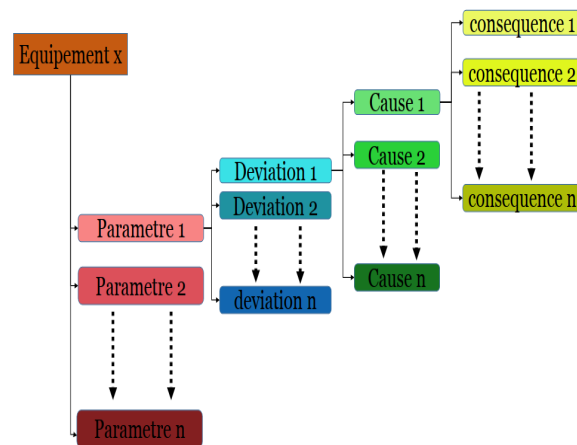 Equipement x
Parametre 1
Parametre 2
Parametre n
Deviation 1
Deviation 2
deviation n
Cause 1
Cause 2
Cause n
consequence 1
consequence 2
consequence n